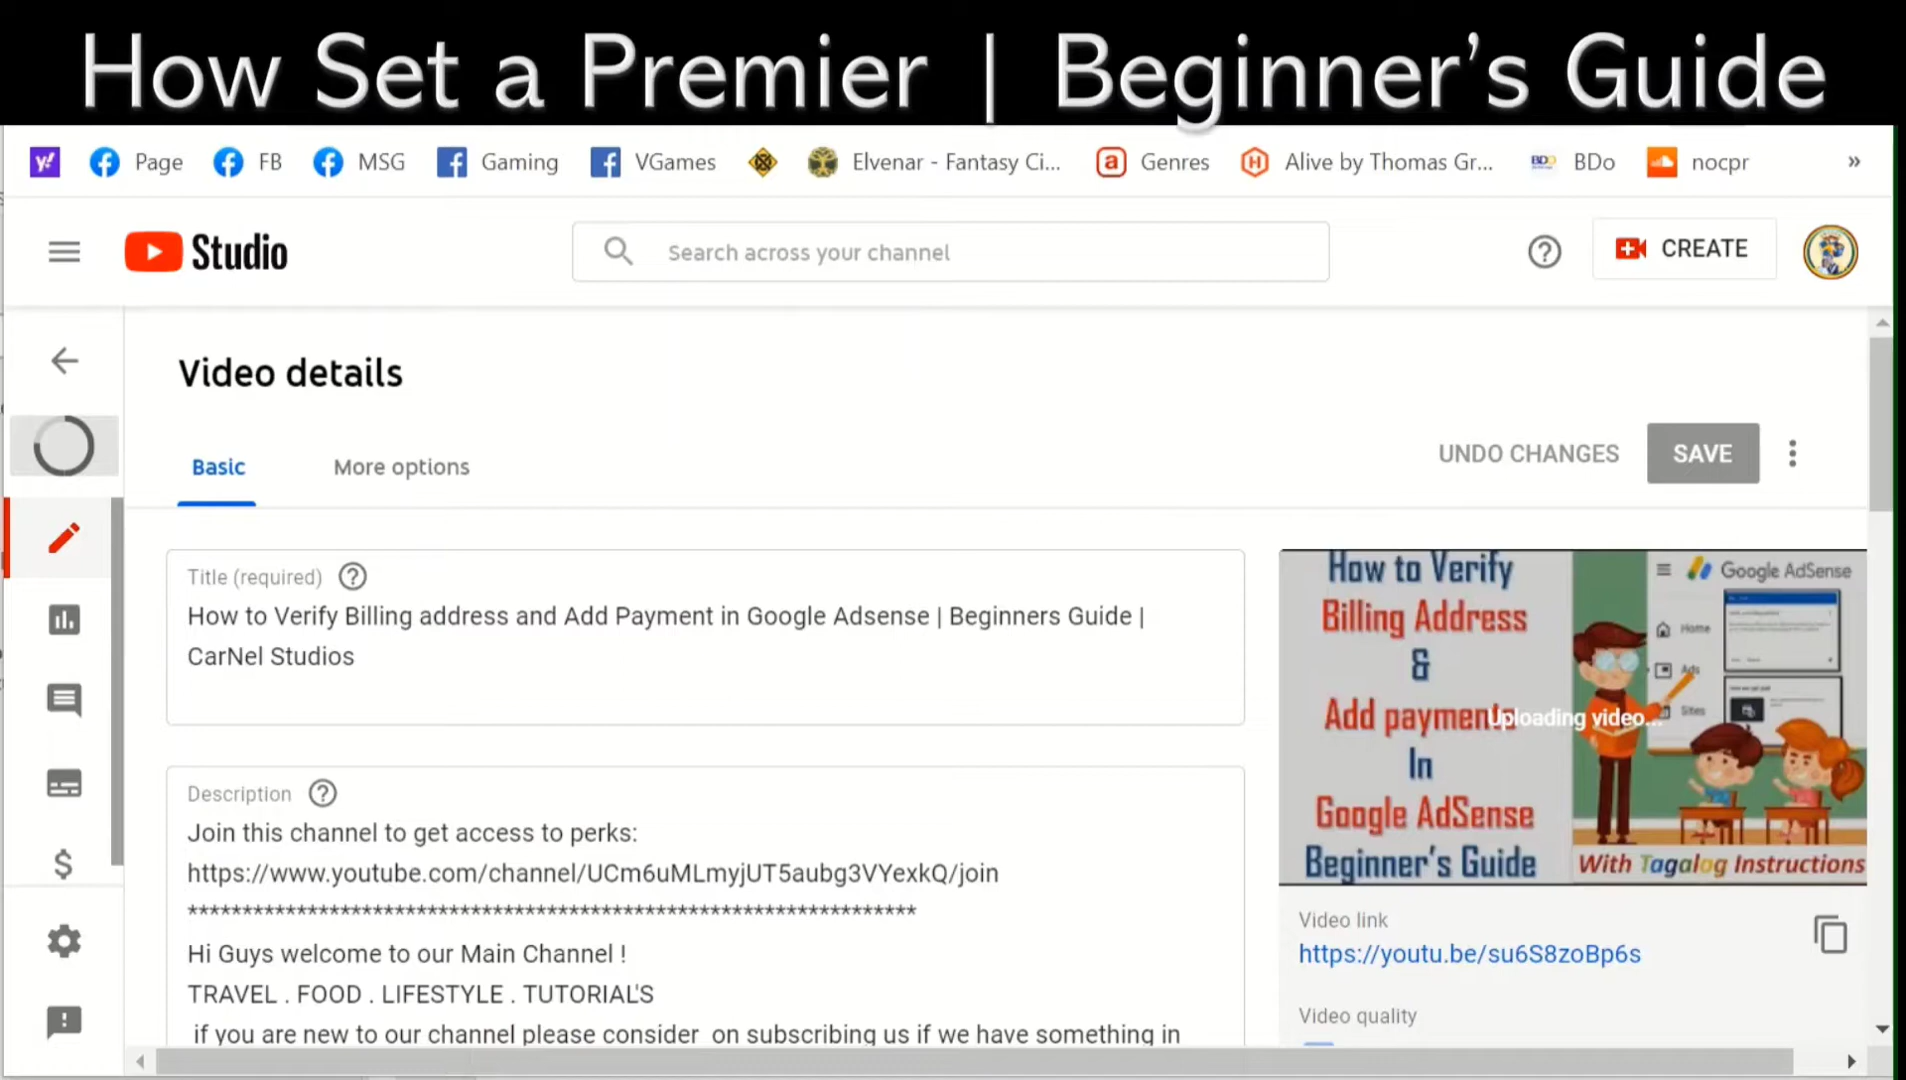 How Set a Premier | Beginner's Guide
Page FB MSG Gaming VGames Elvenar - Fantasy Ci... Genres Alive by Thomas Gr... BDO BDo nocpr »
Studio
Search across your channel
CREATE
Video details
Basic
More options
UNDO CHANGES
SAVE
Title (required)
How to Verify Billing address and Add Payment in Google Adsense | Beginners Guide |
CarNel Studios
Description
Join this channel to get access to perks:
https://www.youtube.com/channel/UCm6uMLmyjUT5aubg3VYexkQ/join
******************************************************************
Hi Guys welcome to our Main Channel !
TRAVEL . FOOD . LIFESTYLE . TUTORIAL'S
if you are new to our channel please consider  on subscribing us if we have something in
How to Verify
Billing Address
&
Add payments
In
Google AdSense
Beginner's Guide
Google AdSense
Home
Ads
Sites
Uploading video...
With Tagalog Instructions
Video link
https://youtu.be/su6S8zoBp6s
Video quality